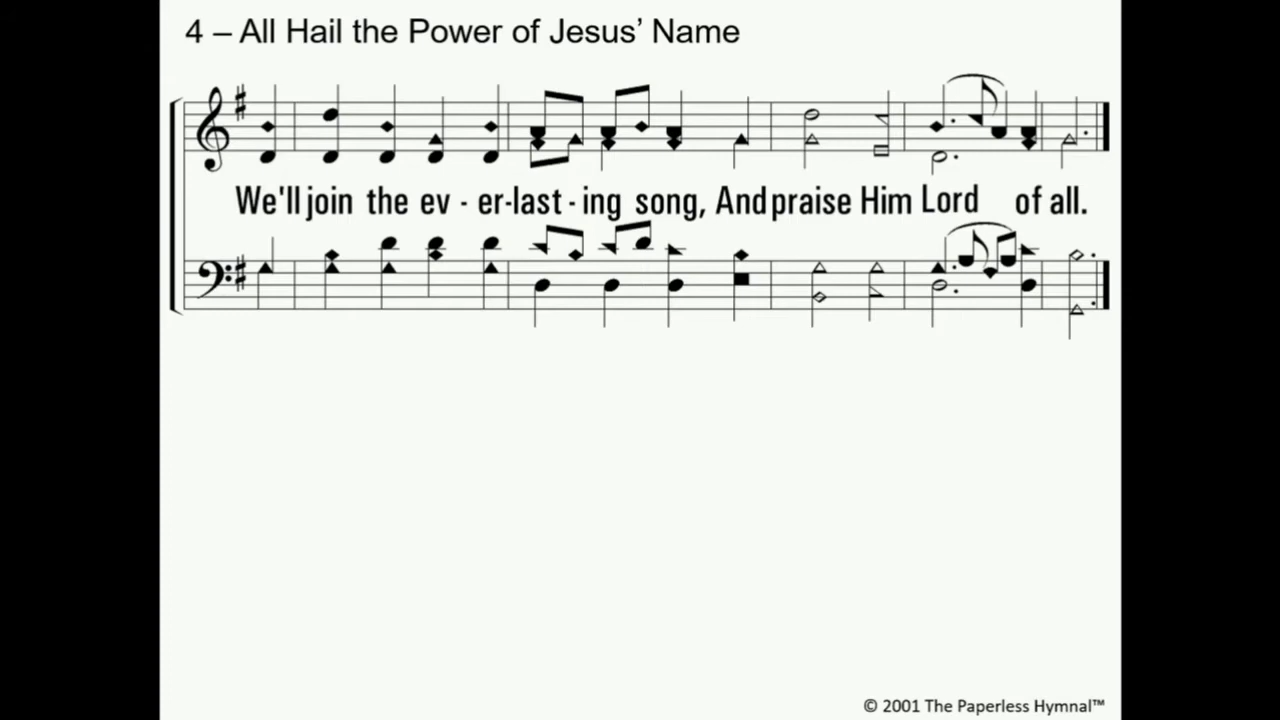 4 – All Hail the Power of Jesus’ Name
We'll join the ev - er-last - ing song, And praise Him Lord of all.
© 2001 The Paperless Hymnal™